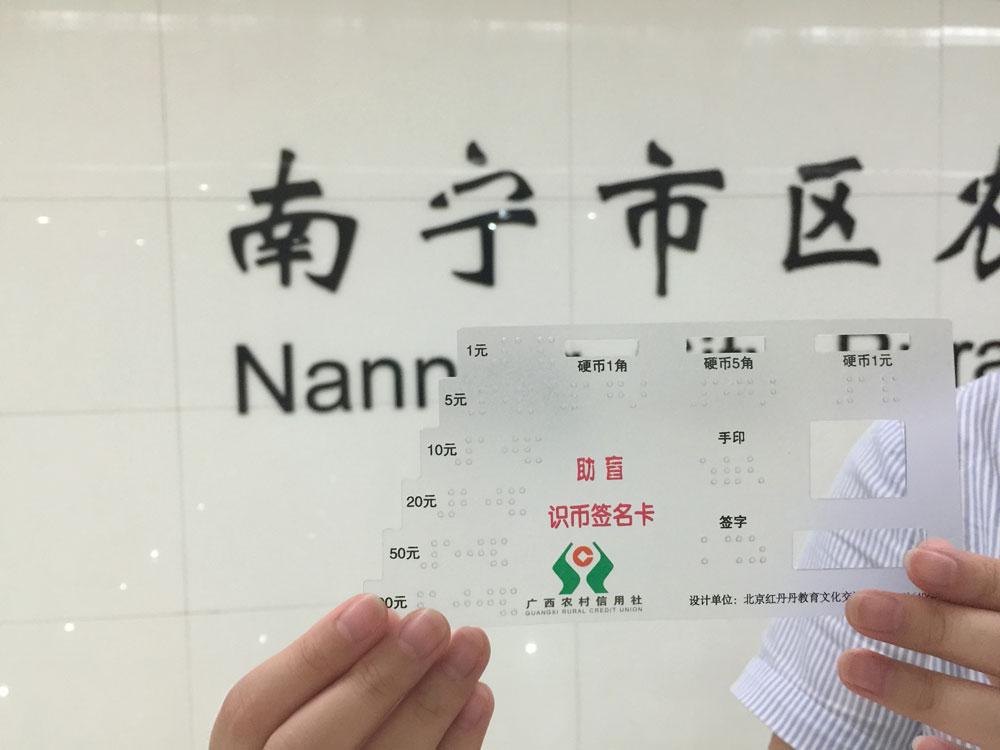 南宁市区
Nann
1元
硬币1角
硬币5角
硬币1元
5元
10元
手印
助盲
20元
识币签名卡
签字
50元
00元
广西农村信用社
GUANGXI RURAL CREDIT UNION
设计单位：北京红丹丹教育文化交